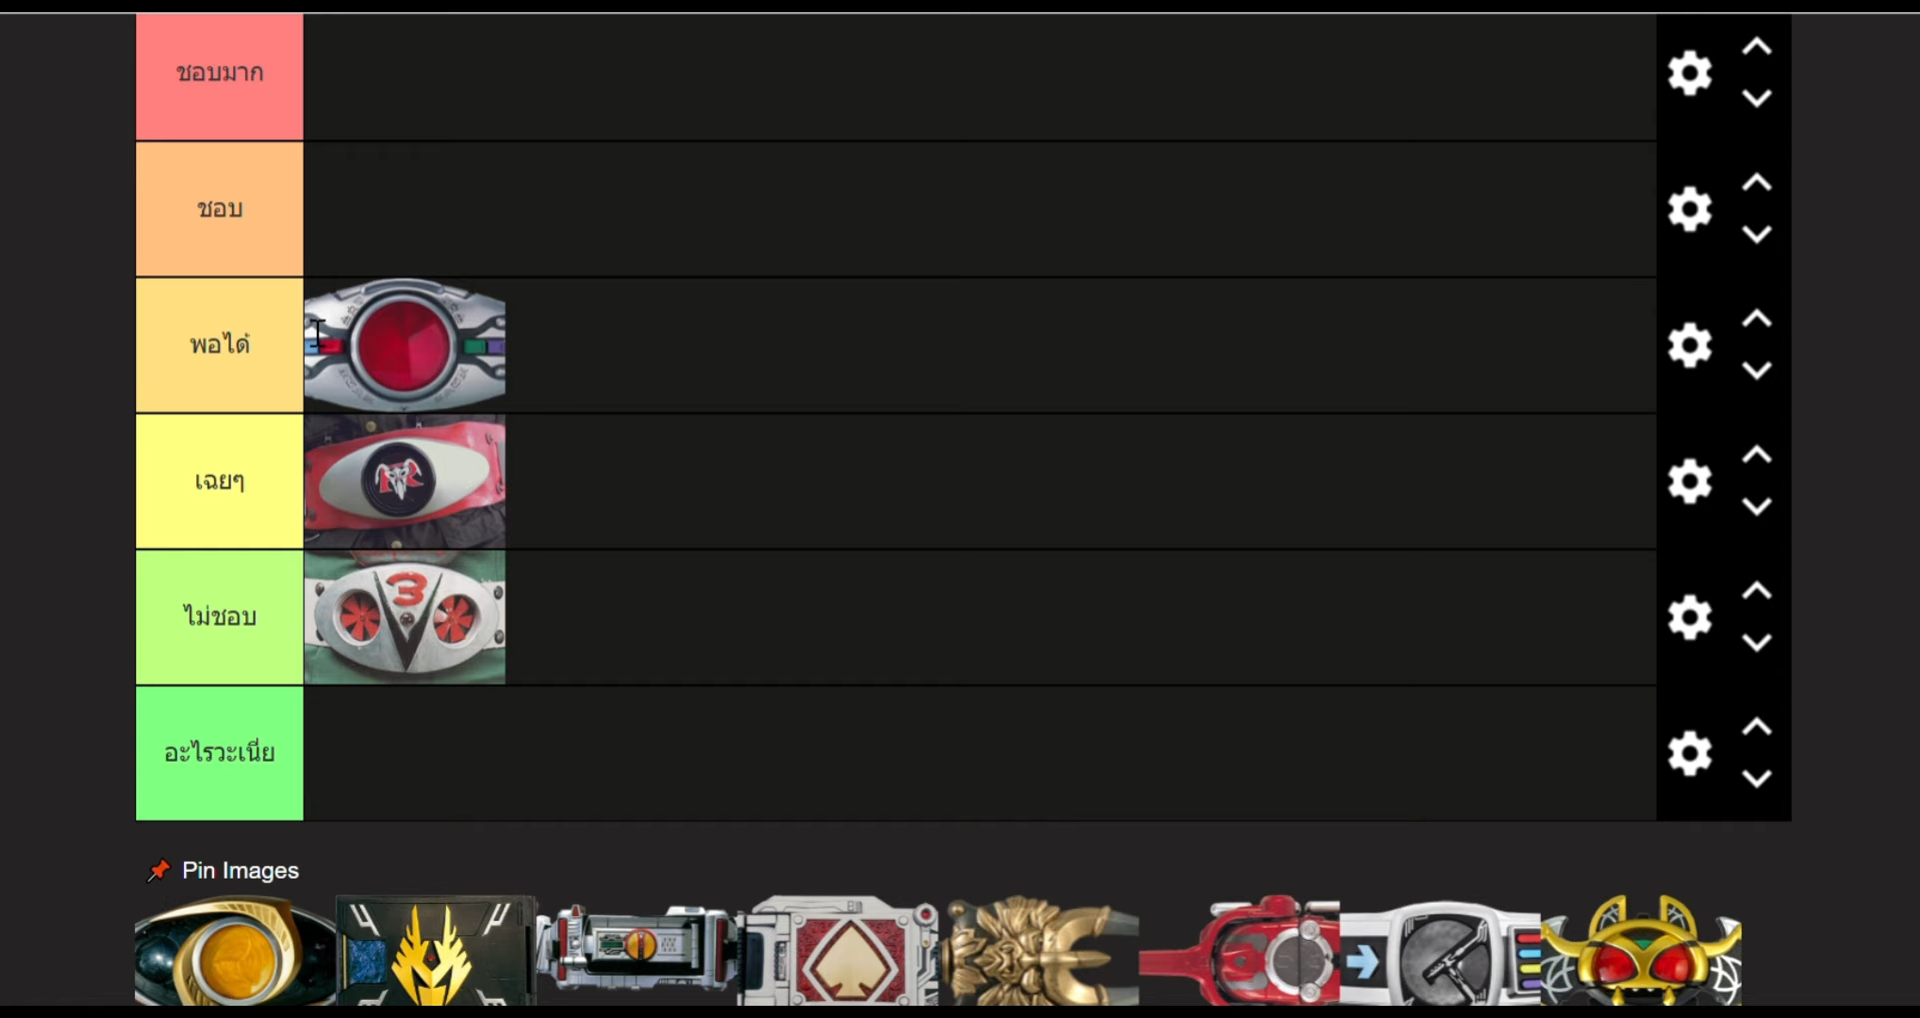 ชอบมาก
ชอบ
พอได้
เฉยๆ
ไม่ชอบ
3
อะไรวะเนี่ย
Pin Images